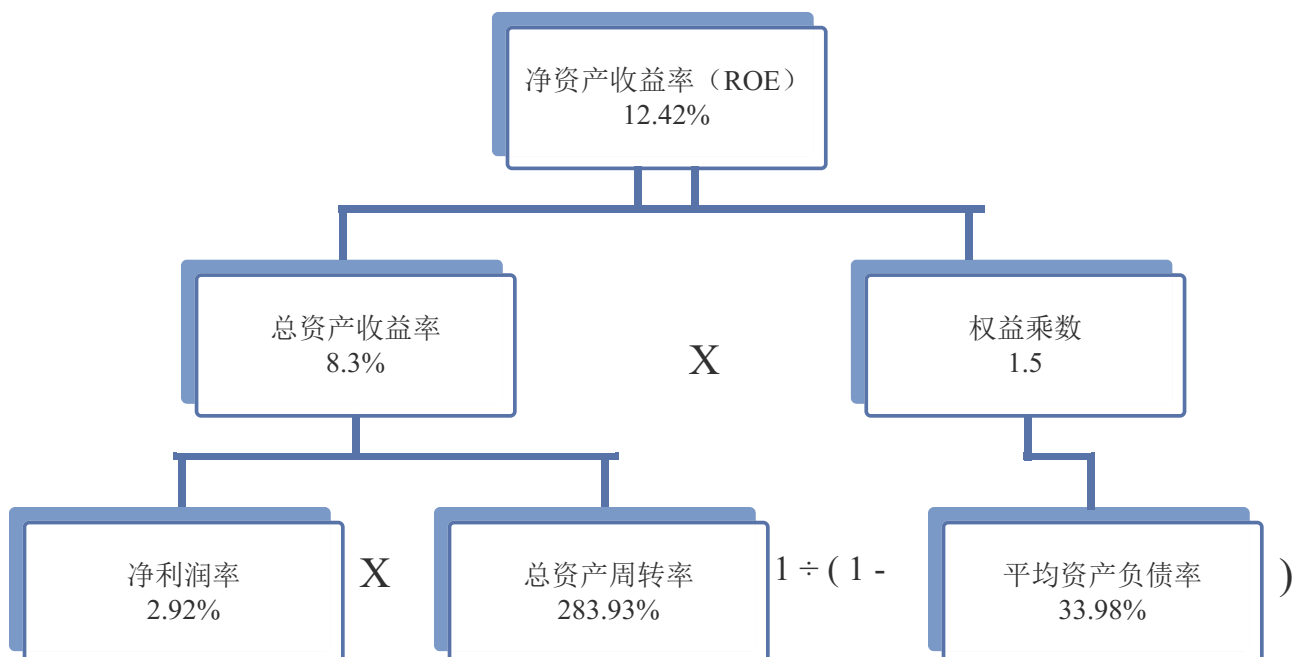 净资产收益率（ROE）
12.42%
总资产收益率
8.3%
X
权益乘数
1.5
净利润率
2.92%
X
总资产周转率
283.93%
1 ÷ ( 1 -
平均资产负债率
33.98%
)